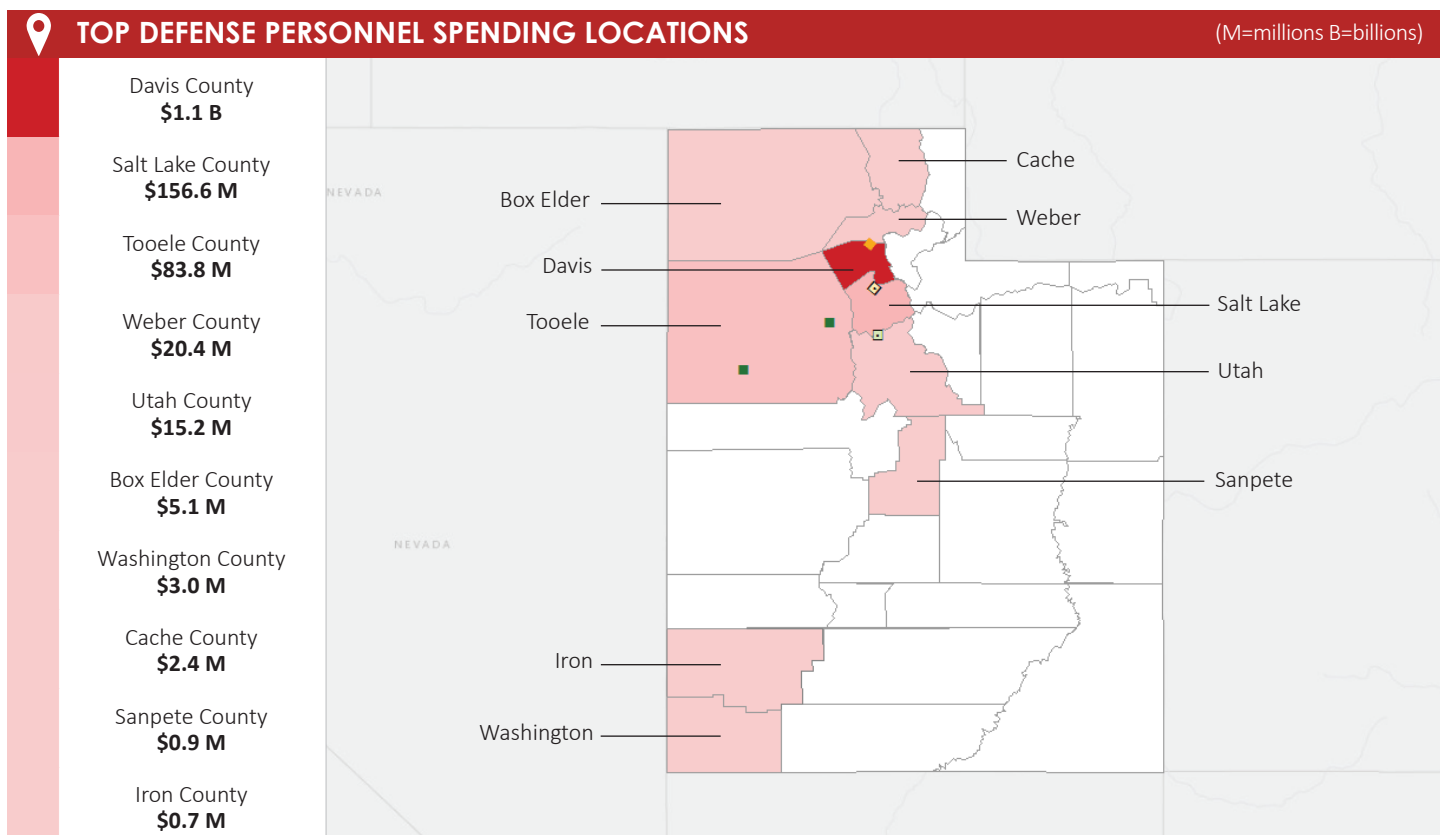 TOP DEFENSE PERSONNEL SPENDING LOCATIONS
(M=millions B=billions)
Davis County
$1.1 B
Salt Lake County
$156.6 M
Tooele County
$83.8 M
Weber County
$20.4 M
Utah County
$15.2 M
Box Elder County
$5.1 M
Washington County
$3.0 M
Cache County
$2.4 M
Sanpete County
$0.9 M
Iron County
$0.7 M
NEVADA
NEVADA
Box Elder
Davis
Tooele
Iron
Washington
Cache
Weber
Salt Lake
Utah
Sanpete